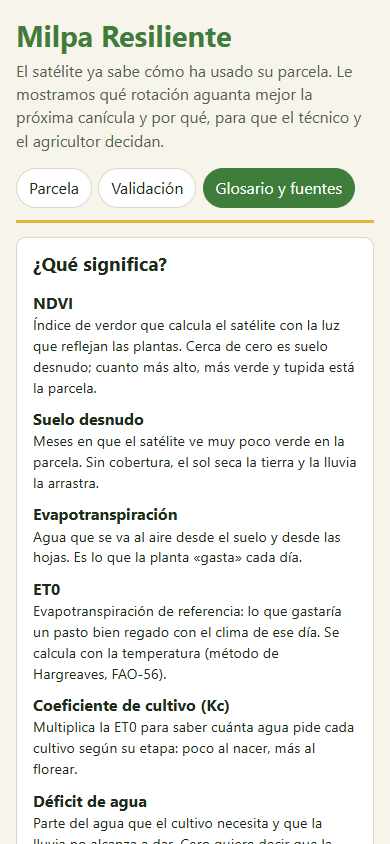 Milpa Resiliente
El satélite ya sabe cómo ha usado su parcela. Le
mostramos qué rotación aguanta mejor la
próxima canícula y por qué, para que el técnico y
el agricultor decidan.
Parcela
Validación
Glosario y fuentes
¿Qué significa?
NDVI
Índice de verdor que calcula el satélite con la luz
que reflejan las plantas. Cerca de cero es suelo
desnudo; cuanto más alto, más verde y tupida está
la parcela.
Suelo desnudo
Meses en que el satélite ve muy poco verde en la
parcela. Sin cobertura, el sol seca la tierra y la lluvia
la arrastra.
Evapotranspiración
Agua que se va al aire desde el suelo y desde las
hojas. Es lo que la planta «gasta» cada día.
ET0
Evapotranspiración de referencia: lo que gastaría
un pasto bien regado con el clima de ese día. Se
calcula con la temperatura (método de
Hargreaves, FAO-56).
Coeficiente de cultivo (Kc)
Multiplica la ET0 para saber cuánta agua pide cada
cultivo según su etapa: poco al nacer, más al
florear.
Déficit de agua
Parte del agua que el cultivo necesita y que la
lluvia no alcanza a dar. Cero quiere decir que la